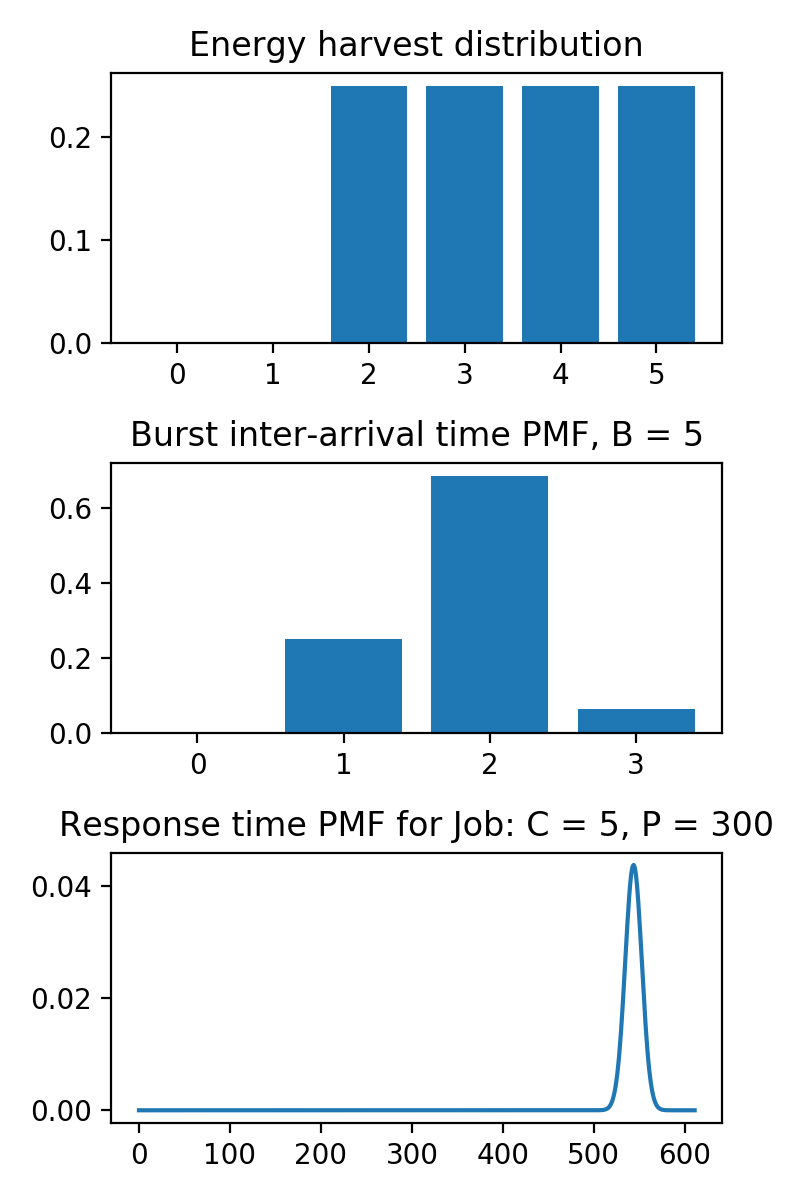 Energy harvest distribution
0.2
0.1
0.0
0 1 2 3 4 5
Burst inter-arrival time PMF, B = 5
0.6
0.4
0.2
0.0
0 1 2 3
Response time PMF for Job: C = 5, P = 300
0.04
0.02
0.00
0 100 200 300 400 500 600